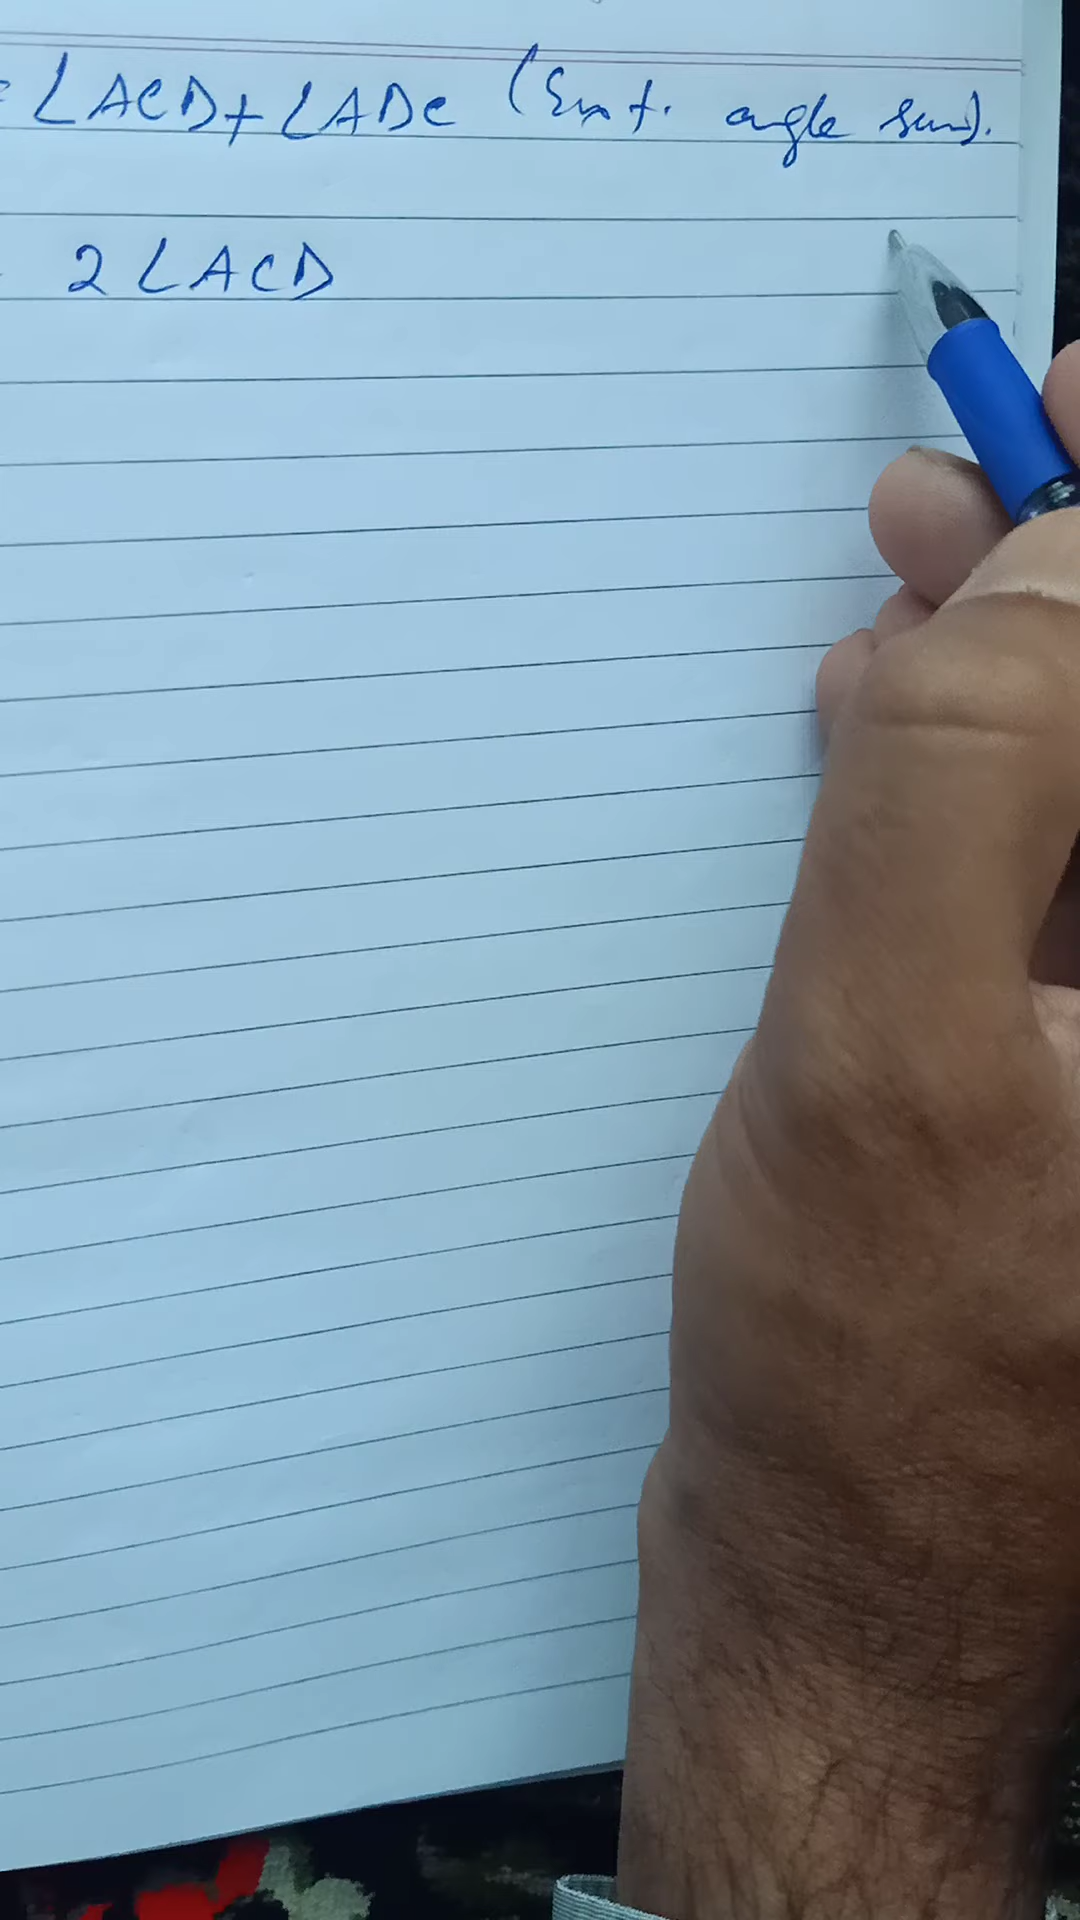 = ∠ACD + ∠ADC (Ext. angle sum).
2 ∠ACD